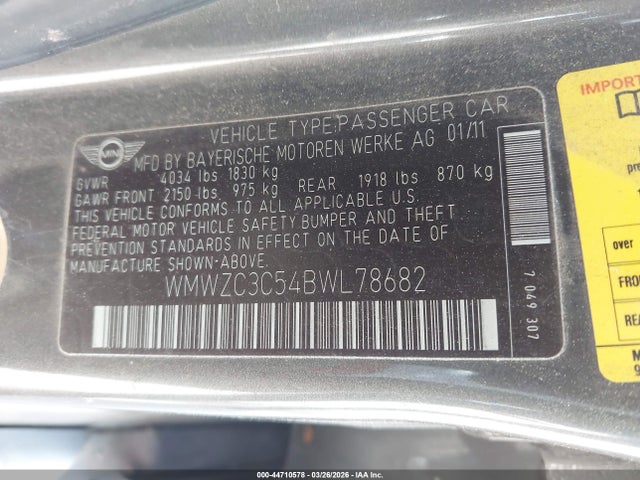 VEHICLE TYPE:PASSENGER CAR
MFD BY BAYERISCHE MOTOREN WERKE AG 01/11
GVWR 4034 lbs 1830 kg
GAWR FRONT 2150 lbs 975 kg REAR 1918 lbs 870 kg
THIS VEHICLE CONFORMS TO ALL APPLICABLE U.S.
FEDERAL MOTOR VEHICLE SAFETY BUMPER AND THEFT
PREVENTION STANDARDS IN EFFECT ON THE DATE OF
MANUFACTURE SHOWN-ABOVE.
WMWZC3C54BWL78682
7 049 307
IMPORT
over
FRO
REA
000-44710578 | 03/26/2026 - IAA Inc.